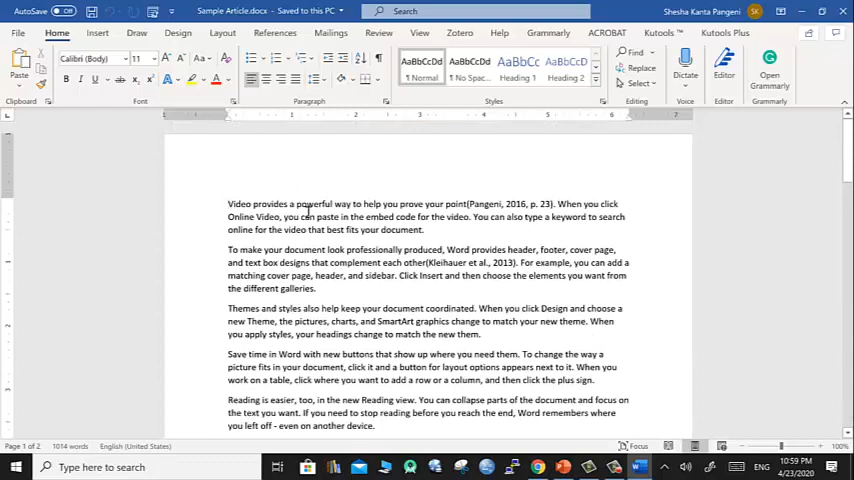 AutoSave Off Sample Article.docx - Saved to this PC Search Shesha Kanta Pangeni SK
File Home Insert Draw Design Layout References Mailings Review View Zotero Help Grammarly ACROBAT Kutools ™ Kutools Plus
Calibri (Body) 11
Paste
AaBbCcDd AaBbCcDd AaBbCc AaBbCcD
¶ Normal ¶ No Spac... Heading 1 Heading 2
Find
Replace
Select
Dictate Editor Open
Grammarly
Clipboard Font Paragraph Styles Editing Voice Editor Grammarly
1 1 2 3 4 5 6 7
Video provides a powerful way to help you prove your point(Pangeni, 2016, p. 23). When you click
Online Video, you can paste in the embed code for the video. You can also type a keyword to search
online for the video that best fits your document.
To make your document look professionally produced, Word provides header, footer, cover page,
and text box designs that complement each other(Kleihauer et al., 2013). For example, you can add a
matching cover page, header, and sidebar. Click Insert and then choose the elements you want from
the different galleries.
Themes and styles also help keep your document coordinated. When you click Design and choose a
new Theme, the pictures, charts, and SmartArt graphics change to match your new theme. When
you apply styles, your headings change to match the new them.
Save time in Word with new buttons that show up where you need them. To change the way a
picture fits in your document, click it and a button for layout options appears next to it. When you
work on a table, click where you want to add a row or a column, and then click the plus sign.
Reading is easier, too, in the new Reading view. You can collapse parts of the document and focus on
the text you want. If you need to stop reading before you reach the end, Word remembers where
you left off - even on another device.
Page 1 of 2 1014 words English (United States) Focus 100%
Type here to search ENG 10:59 PM
4/23/2020